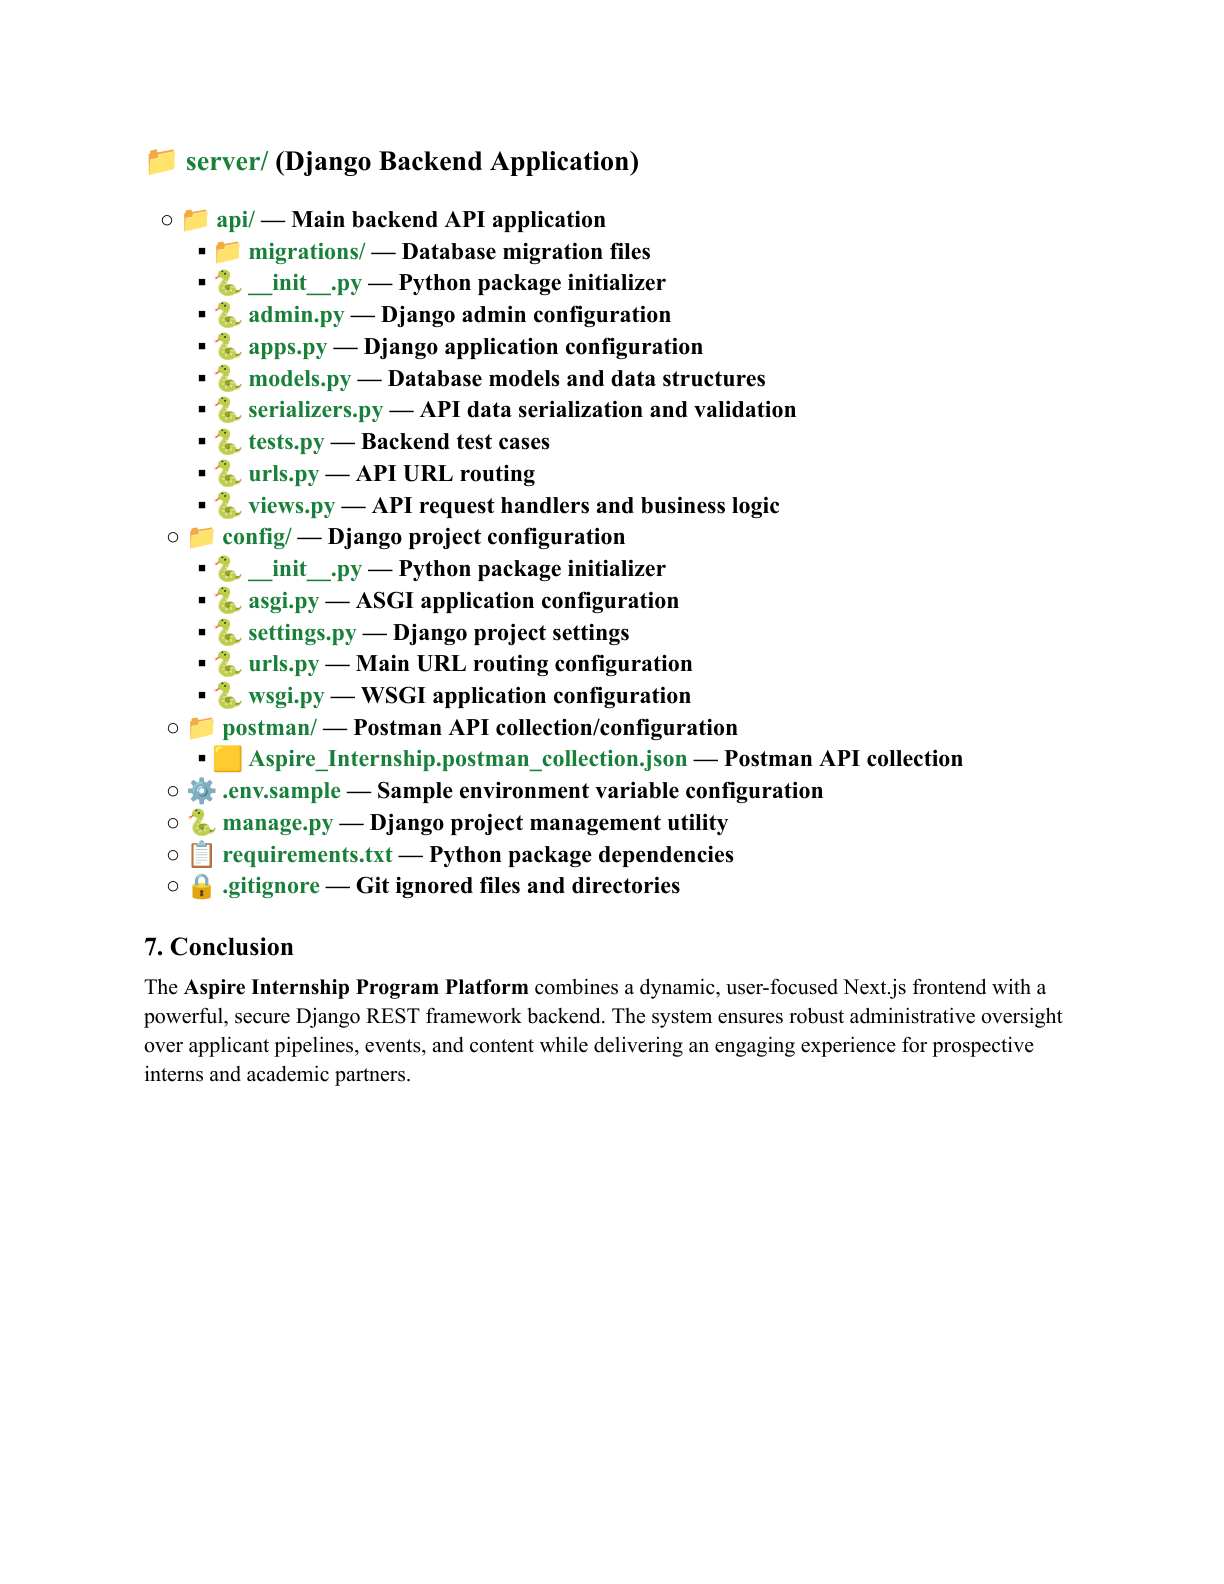 📁 server/ (Django Backend Application)
○ 📁 api/ — Main backend API application
▪ 📁 migrations/ — Database migration files
▪ 🐍 __init__.py — Python package initializer
▪ 🐍 admin.py — Django admin configuration
▪ 🐍 apps.py — Django application configuration
▪ 🐍 models.py — Database models and data structures
▪ 🐍 serializers.py — API data serialization and validation
▪ 🐍 tests.py — Backend test cases
▪ 🐍 urls.py — API URL routing
▪ 🐍 views.py — API request handlers and business logic
○ 📁 config/ — Django project configuration
▪ 🐍 __init__.py — Python package initializer
▪ 🐍 asgi.py — ASGI application configuration
▪ 🐍 settings.py — Django project settings
▪ 🐍 urls.py — Main URL routing configuration
▪ 🐍 wsgi.py — WSGI application configuration
○ 📁 postman/ — Postman API collection/configuration
▪ 🟨 Aspire_Internship.postman_collection.json — Postman API collection
○ ⚙️ .env.sample — Sample environment variable configuration
○ 🐍 manage.py — Django project management utility
○ 📋 requirements.txt — Python package dependencies
○ 🔒 .gitignore — Git ignored files and directories
7. Conclusion
The Aspire Internship Program Platform combines a dynamic, user-focused Next.js frontend with a
powerful, secure Django REST framework backend. The system ensures robust administrative oversight
over applicant pipelines, events, and content while delivering an engaging experience for prospective
interns and academic partners.